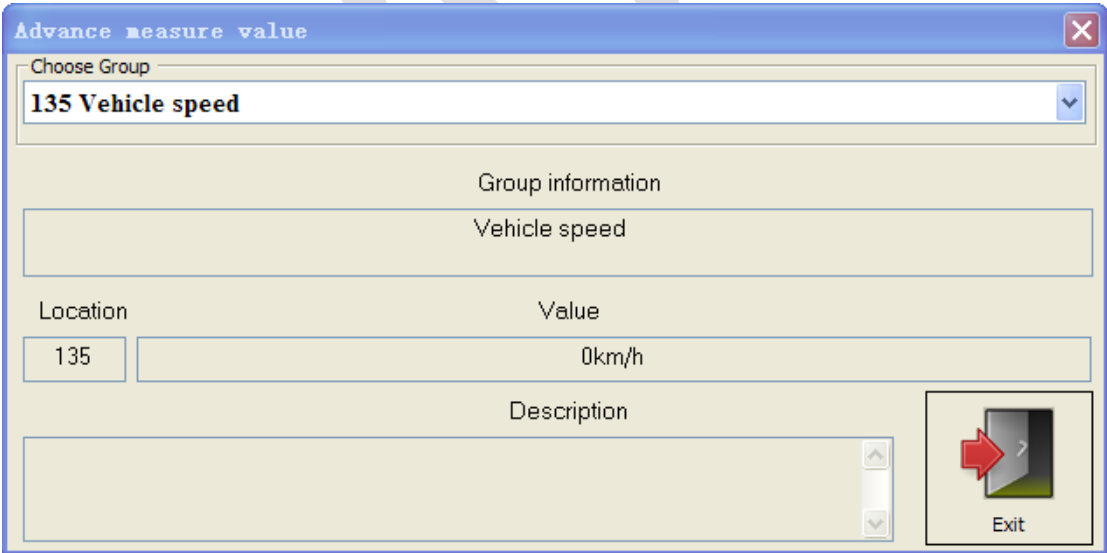 Advance measure value
Choose Group
135 Vehicle speed
Group information
Vehicle speed
Location Value
135 0km/h
Description
Exit